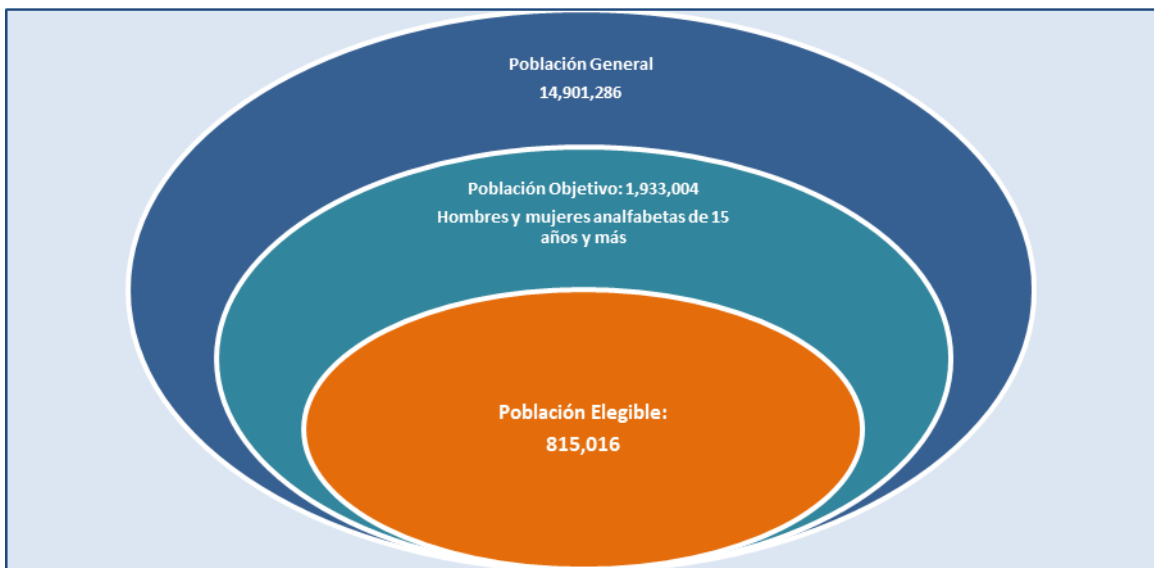 Población General
14,901,286
Población Objetivo: 1,933,004
Hombres y mujeres analfabetas de 15
años y más
Población Elegible:
815,016